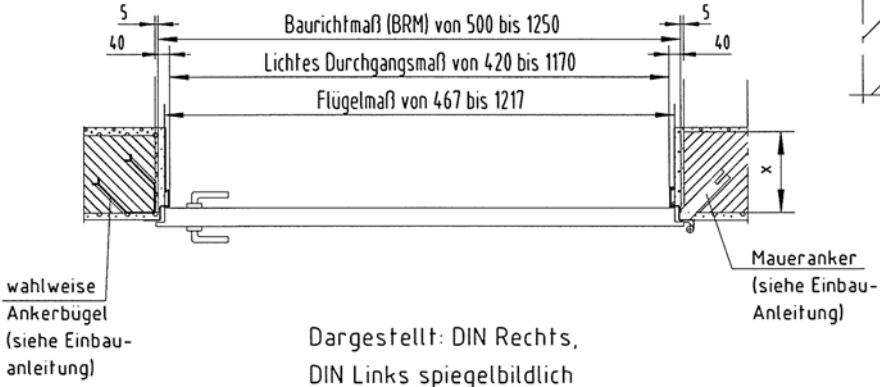 5
Baurichtmaß (BRM) von 500 bis 1250
5
40
Lichtes Durchgangsmaß von 420 bis 1170
40
Flügelmaß von 467 bis 1217
x
wahlweise
Ankerbügel
(siehe Einbau-
anleitung)
Maueranker
(siehe Einbau-
Anleitung)
Dargestellt: DIN Rechts,
DIN Links spiegelbildlich